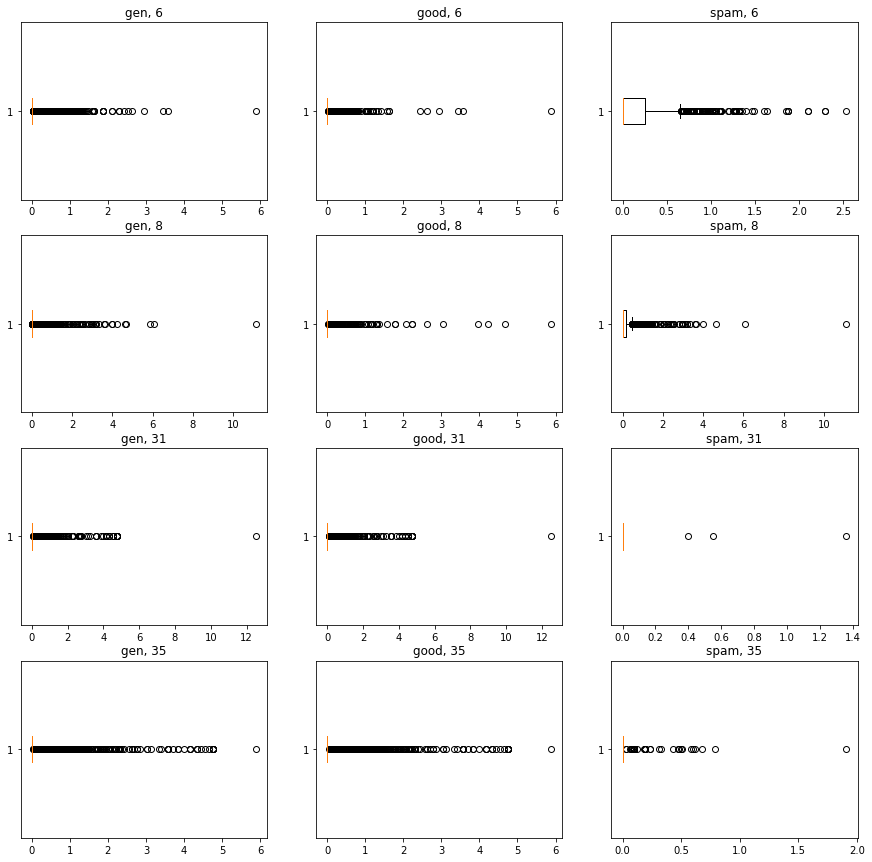 gen, 6 good, 6 spam, 6
1 1 1
0 1 2 3 4 5 6 0 1 2 3 4 5 6 0.0 0.5 1.0 1.5 2.0 2.5
gen, 8 good, 8 spam, 8
1 1 1
0 2 4 6 8 10 0 1 2 3 4 5 6 0 2 4 6 8 10
gen, 31 good, 31 spam, 31
1 1 1
0 2 4 6 8 10 12 0 2 4 6 8 10 12 0.0 0.2 0.4 0.6 0.8 1.0 1.2 1.4
gen, 35 good, 35 spam, 35
1 1 1
0 1 2 3 4 5 6 0 1 2 3 4 5 6 0.0 0.5 1.0 1.5 2.0